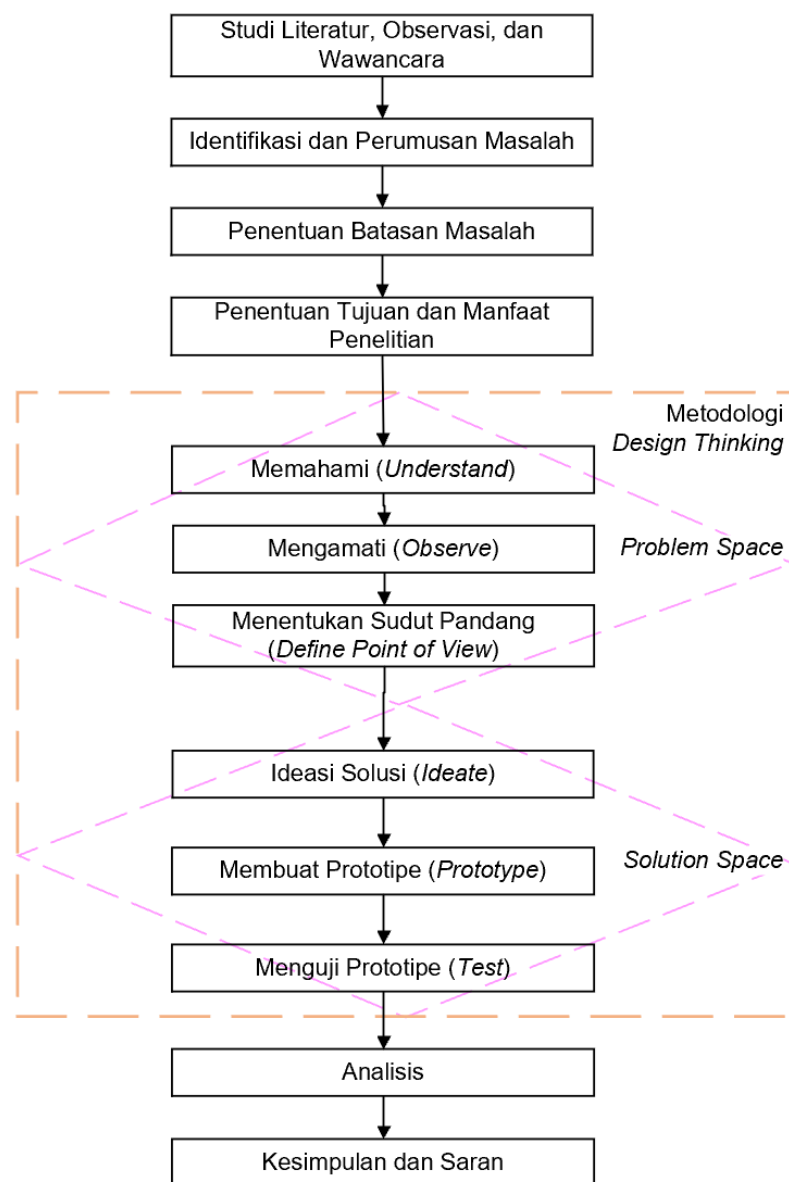 Studi Literatur, Observasi, dan
Wawancara
Identifikasi dan Perumusan Masalah
Penentuan Batasan Masalah
Penentuan Tujuan dan Manfaat
Penelitian
Metodologi
Design Thinking
Memahami (Understand)
Mengamati (Observe)
Problem Space
Menentukan Sudut Pandang
(Define Point of View)
Ideasi Solusi (Ideate)
Membuat Prototipe (Prototype)
Solution Space
Menguji Prototipe (Test)
Analisis
Kesimpulan dan Saran